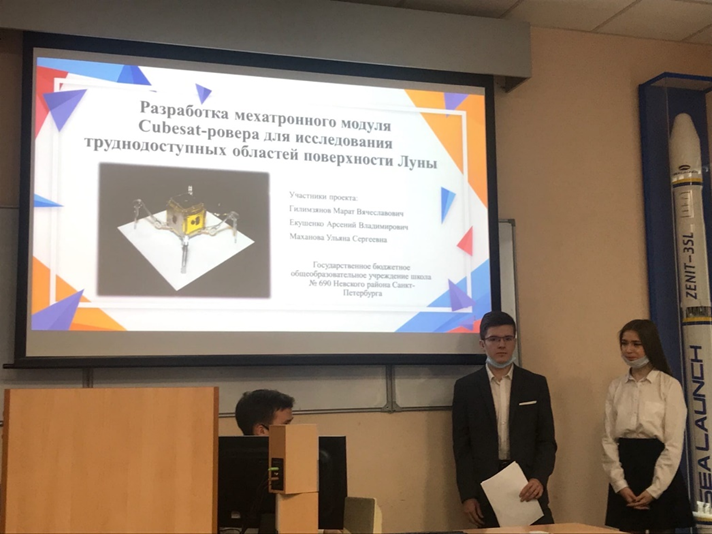 Разработка мехатронного модуля
Cubesat-ровера для исследования
труднодоступных областей поверхности Луны
Участники проекта:
Гилимзянов Марат Вячеславович
Екушенко Арсений Владимирович
Маханова Ульяна Сергеевна
Государственное бюджетное
общеобразовательное учреждение школа
№ 690 Невского района Санкт-
Петербурга
ZENIT-3SL
SEA LAUNCH